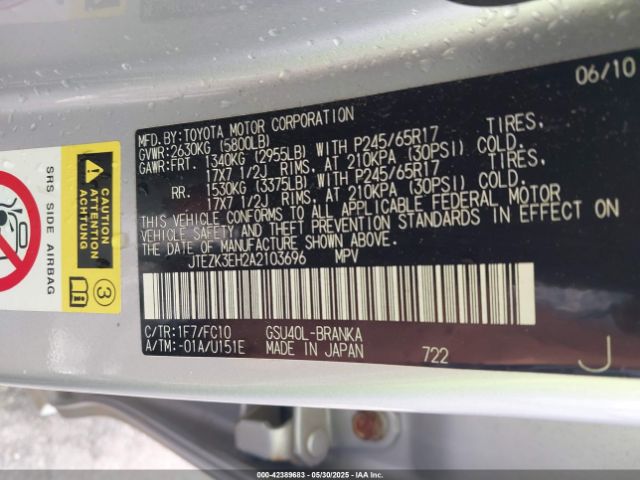 06/10
MFD.BY:TOYOTA MOTOR CORPORATION
GVWR:2630KG (5800LB)
GAWR:FRT. 1340KG (2955LB) WITH P245/65R17 TIRES,
17X7 1/2J RIMS, AT 210KPA (30PSI) COLD.
RR. 1530KG (3375LB) WITH P245/65R17 TIRES,
17X7 1/2J RIMS, AT 210KPA (30PSI) COLD.
THIS VEHICLE CONFORMS TO ALL APPLICABLE FEDERAL MOTOR
VEHICLE SAFETY AND THEFT PREVENTION STANDARDS IN EFFECT ON
THE DATE OF MANUFACTURE SHOWN ABOVE.
JTEZK3EH2A2103696 MPV
C/TR:1F7/FC10 GSU40L-BRANKA
A/TM:-01A/U151E MADE IN JAPAN 722 J
SRS SIDE AIRBAG
3
000-42389683 / 05/30/2025 / IAA INC.